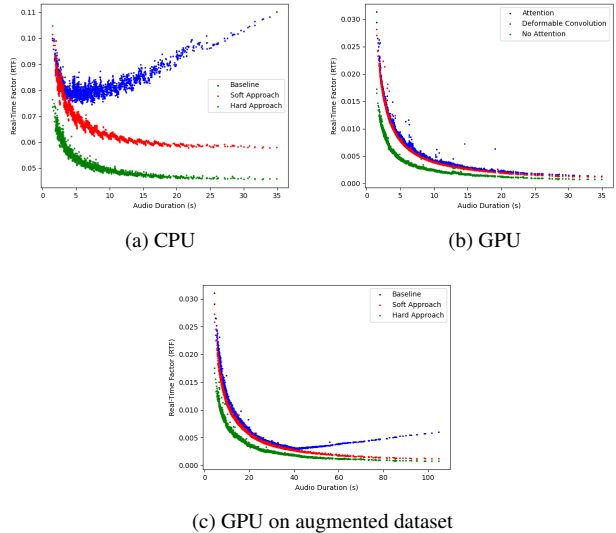 0.11
0.10
0.09
0.08
0.07
0.06
0.05
Real-Time Factor (RTF)
Baseline
Soft Approach
Hard Approach
0 5 10 15 20 25 30 35
Audio Duration (s)
(a) CPU
0.030
0.025
0.020
0.015
0.010
0.005
0.000
Real-Time Factor (RTF)
Attention
Deformable Convolution
No Attention
0 5 10 15 20 25 30 35
Audio Duration (s)
(b) GPU
0.030
0.025
0.020
0.015
0.010
0.005
0.000
Real-Time Factor (RTF)
Baseline
Soft Approach
Hard Approach
0 20 40 60 80 100
Audio Duration (s)
(c) GPU on augmented dataset